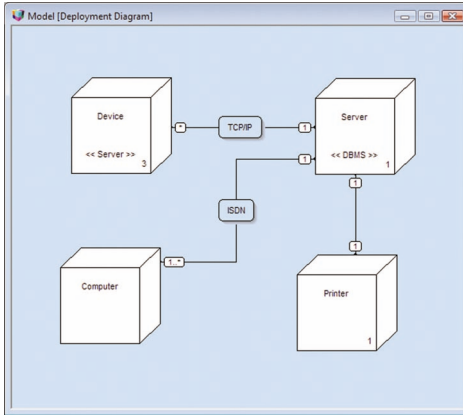 Model [Deployment Diagram]
Device
<< Server >>
3
*
TCP/IP
1
Server
<< DBMS >>
1
1
ISDN
1
1..*
Computer
1
Printer
1